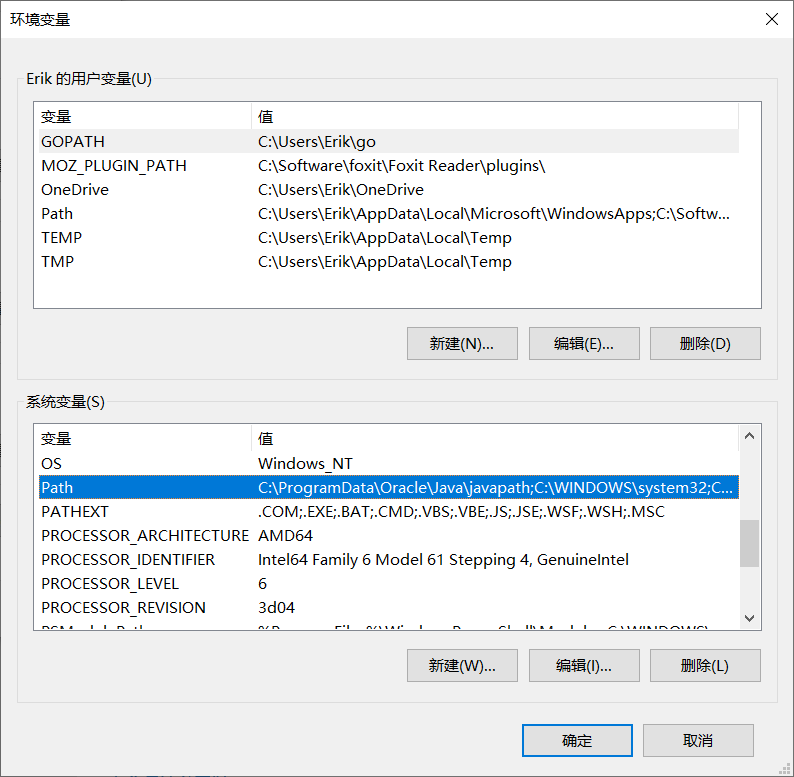 环境变量
Erik 的用户变量(U)
变量 值
GOPATH C:\Users\Erik\go
MOZ_PLUGIN_PATH C:\Software\foxit\Foxit Reader\plugins\
OneDrive C:\Users\Erik\OneDrive
Path C:\Users\Erik\AppData\Local\Microsoft\WindowsApps;C:\Softw...
TEMP C:\Users\Erik\AppData\Local\Temp
TMP C:\Users\Erik\AppData\Local\Temp
新建(N)... 编辑(E)... 删除(D)
系统变量(S)
变量 值
OS Windows_NT
Path C:\ProgramData\Oracle\Java\javapath;C:\WINDOWS\system32;C...
PATHEXT .COM;.EXE;.BAT;.CMD;.VBS;.VBE;.JS;.JSE;.WSF;.WSH;.MSC
PROCESSOR_ARCHITECTURE AMD64
PROCESSOR_IDENTIFIER Intel64 Family 6 Model 61 Stepping 4, GenuineIntel
PROCESSOR_LEVEL 6
PROCESSOR_REVISION 3d04
新建(W)... 编辑(I)... 删除(L)
确定 取消